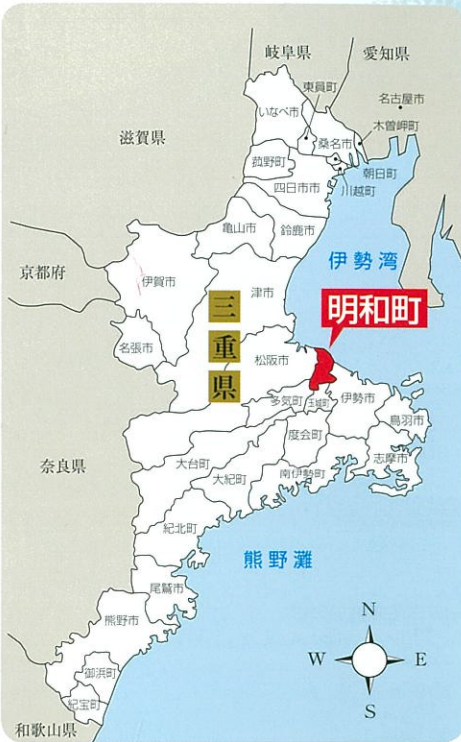 岐阜県
愛知県
東員町
名古屋市
いなべ市
木曽岬町
滋賀県
桑名市
菰野町
朝日町
川越町
四日市市
亀山市
鈴鹿市
伊勢湾
京都府
伊賀市
津市
三重県
明和町
名張市
松阪市
多気町
玉城町
伊勢市
鳥羽市
度会町
志摩市
奈良県
大台町
大紀町
南伊勢町
紀北町
熊野灘
尾鷲市
熊野市
N
W
E
S
御浜町
紀宝町
和歌山県